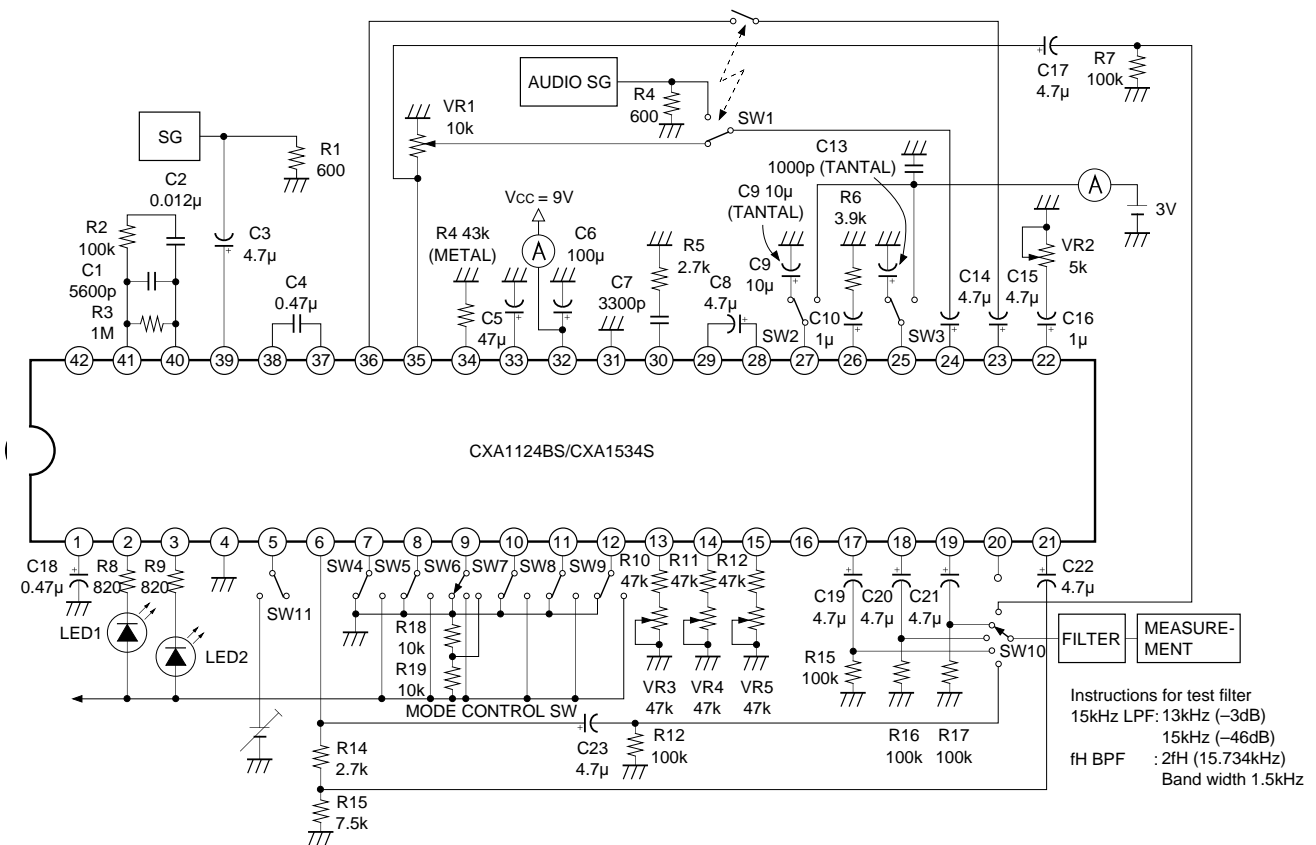 AUDIO SG
R4
600
SW1
C17
4.7µ
R7
100k
VR1
10k
SG
R1
600
C13
1000p (TANTAL)
A
3V
C2
0.012µ
R2
100k
C1
5600p
R3
1M
C3
4.7µ
C4
0.47µ
VCC = 9V
A
R4 43k
(METAL)
C5
47µ
C6
100µ
C7
3300p
R5
2.7k
C8
4.7µ
C9 10µ
(TANTAL)
C9
10µ
SW2
R6
3.9k
C10
1µ
SW3
C14
4.7µ
C15
4.7µ
VR2
5k
C16
1µ
42 41 40 39 38 37 36 35 34 33 32 31 30 29 28 27 26 25 24 23 22
CXA1124BS/CXA1534S
1 2 3 4 5 6 7 8 9 10 11 12 13 14 15 16 17 18 19 20 21
C18
0.47µ
R8
820
R9
820
LED1
LED2
SW11
SW4 SW5 SW6 SW7 SW8 SW9
R18
10k
R19
10k
MODE CONTROL SW
R10
47k
R11
47k
R12
47k
VR3
47k
VR4
47k
VR5
47k
C19
4.7µ
C20
4.7µ
C21
4.7µ
C22
4.7µ
R15
100k
SW10
FILTER
MEASURE-
MENT
R14
2.7k
R15
7.5k
C23
4.7µ
R12
100k
R16
100k
R17
100k
Instructions for test filter
15kHz LPF: 13kHz (–3dB)
15kHz (–46dB)
fH BPF : 2fH (15.734kHz)
Band width 1.5kHz